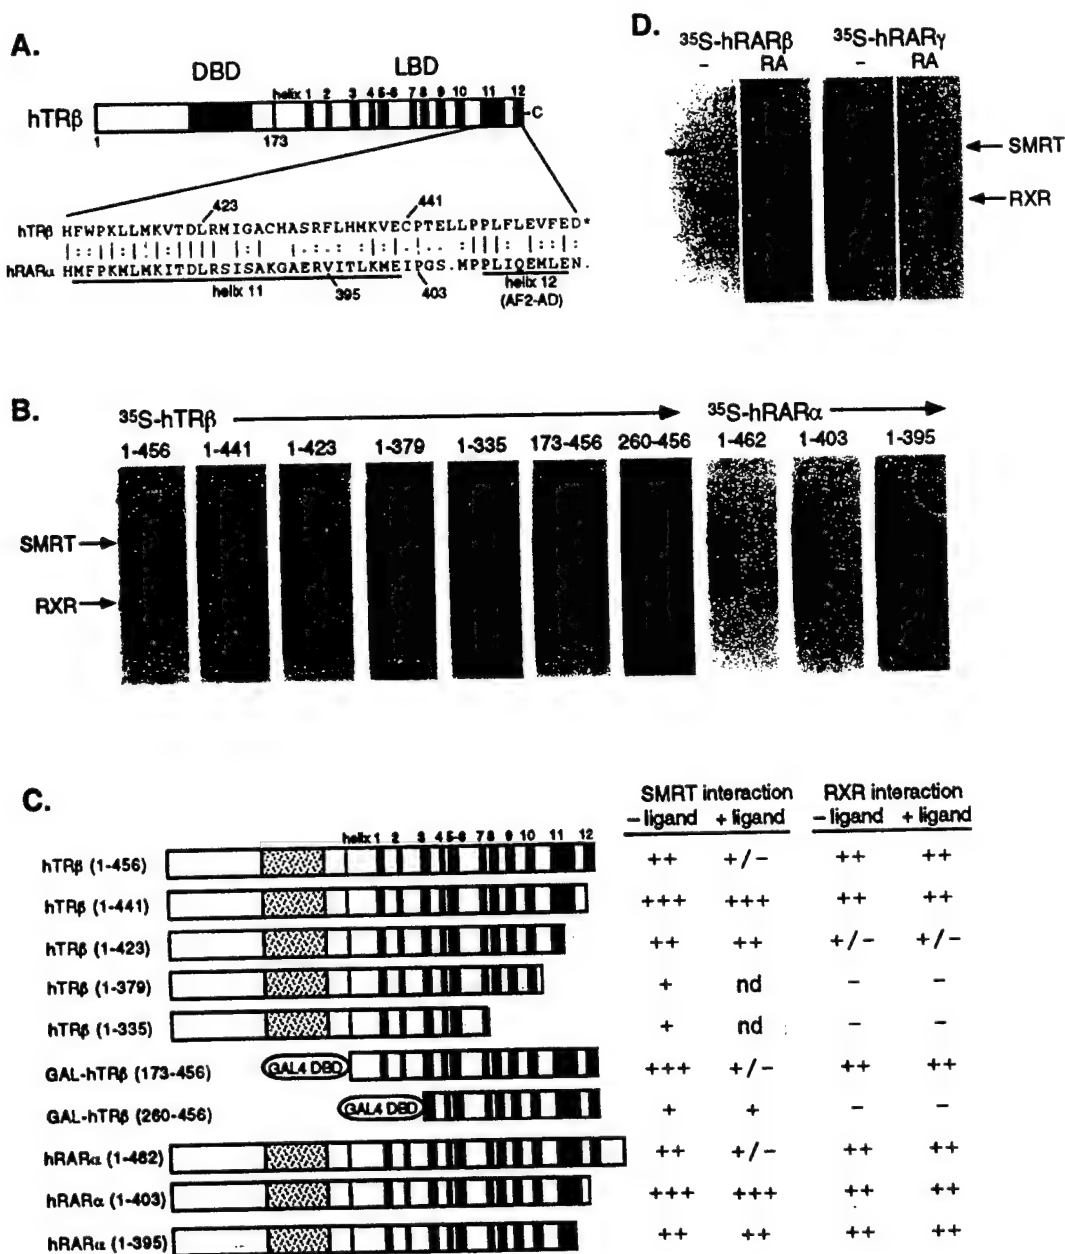 A.
DBD
LBD
helix 1 2 3 4 5-6 7 8 9 10 11 12
hTRβ
C
1
173
423
441
hTRβ HFWPKLLMKVTDLRMIGACHASRFLHMKVECPTELLPPLFLEVFED*
hRARα HMFPKMLMKITDLRSISAKGAERVITLKMEIPGS.MPPLIQEMLEN.
helix 11
395
403
helix 12
(AF2-AD)
D.
35S-hRARβ
35S-hRARγ
- RA - RA
SMRT
RXR
B.
35S-hTRβ
35S-hRARα
1-456 1-441 1-423 1-379 1-335 173-456 260-456 1-462 1-403 1-395
SMRT
RXR
C.
SMRT interaction RXR interaction
– ligand + ligand – ligand + ligand
helix 1 2 3 4 5-6 7 8 9 10 11 12
hTRβ (1-456) ++ +/- ++ ++
hTRβ (1-441) +++ +++ ++ ++
hTRβ (1-423) ++ ++ +/- +/-
hTRβ (1-379) + nd – –
hTRβ (1-335) + nd – –
GAL-hTRβ (173-456) GAL4 DBD +++ +/- ++ ++
GAL-hTRβ (260-456) GAL4 DBD + + – –
hRARα (1-462) ++ +/- ++ ++
hRARα (1-403) +++ +++ ++ ++
hRARα (1-395) ++ ++ ++ ++